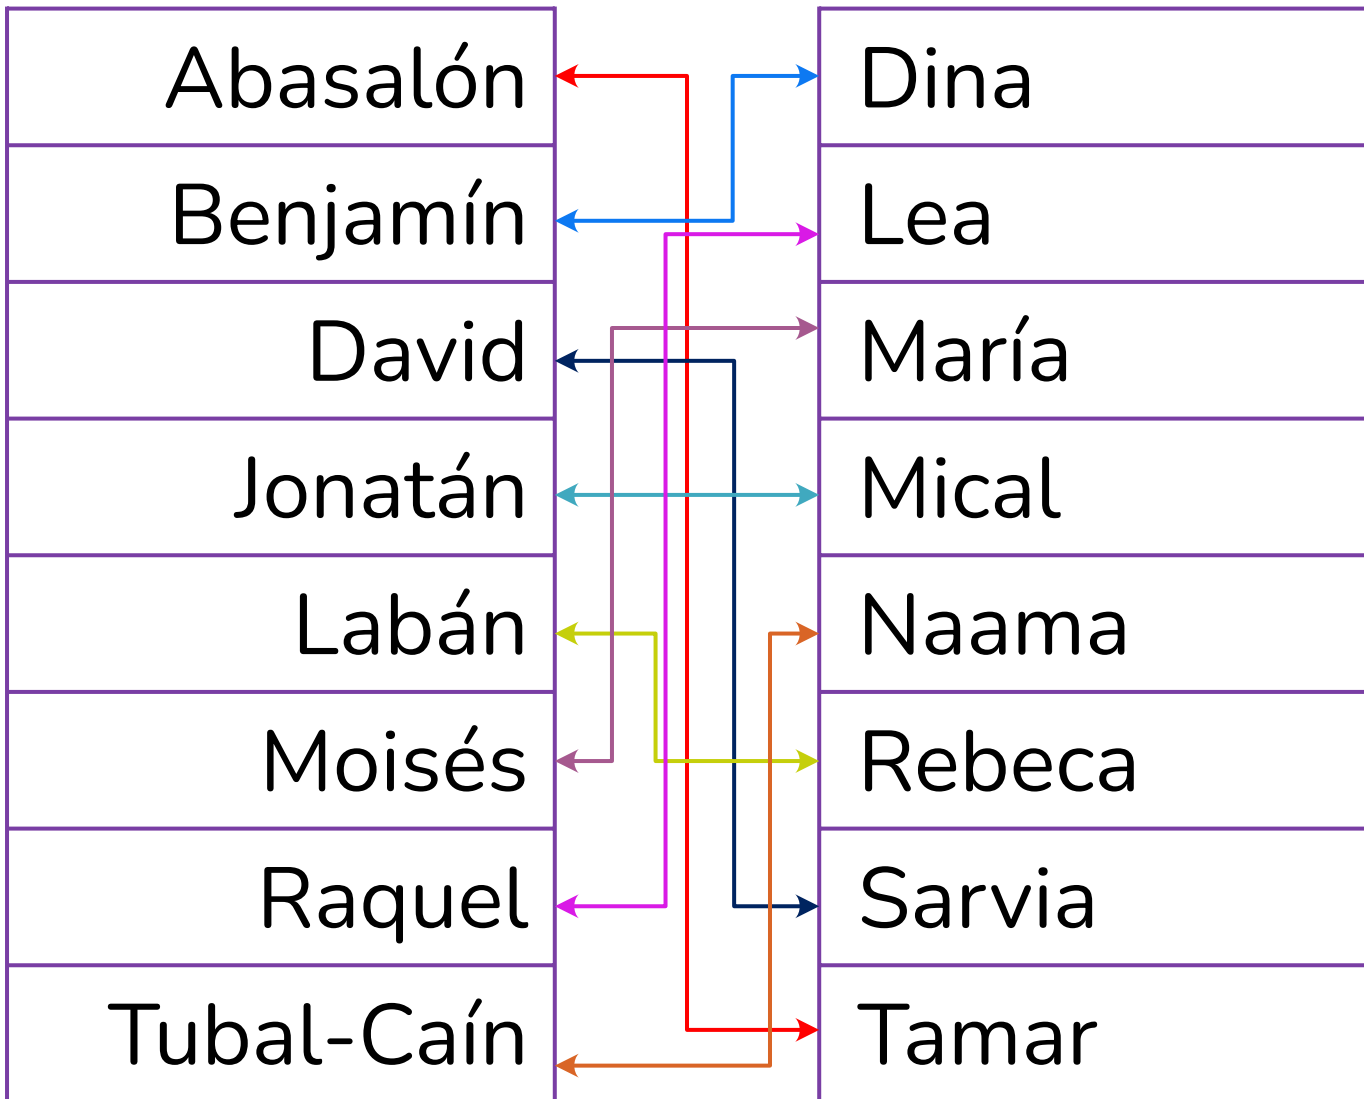 Abasalón Dina
Benjamín Lea
David María
Jonatán Mical
Labán Naama
Moisés Rebeca
Raquel Sarvia
Tubal-Caín Tamar